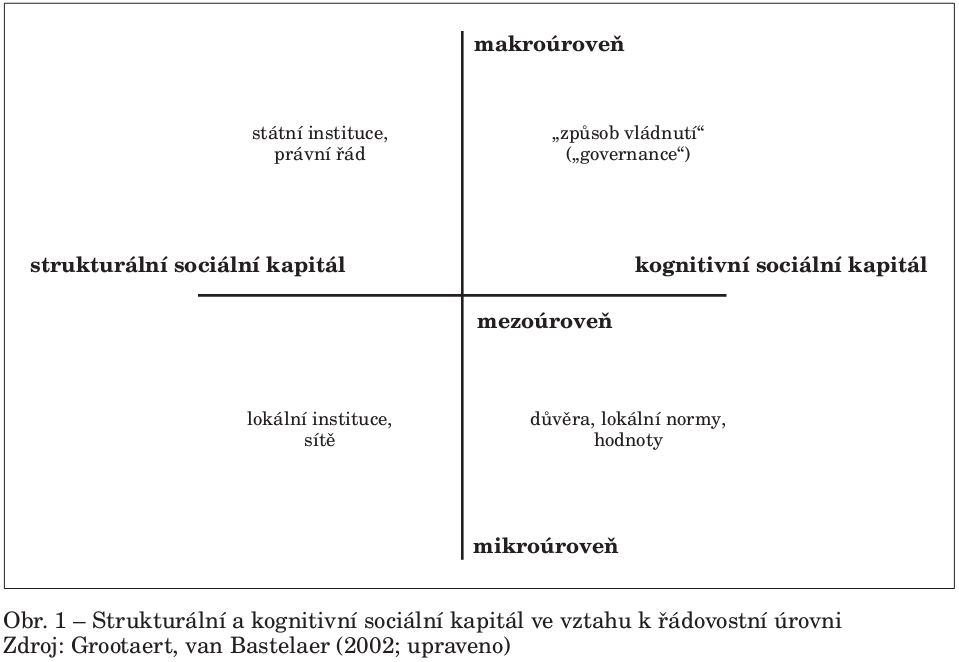 makroúroveň
státní instituce,
právní řád
„způsob vládnutí“
(„governance“)
strukturální sociální kapitál
kognitivní sociální kapitál
mezoúroveň
lokální instituce,
sítě
důvěra, lokální normy,
hodnoty
mikroúroveň
Obr. 1 – Strukturální a kognitivní sociální kapitál ve vztahu k řádovostní úrovni
Zdroj: Grootaert, van Bastelaer (2002; upraveno)